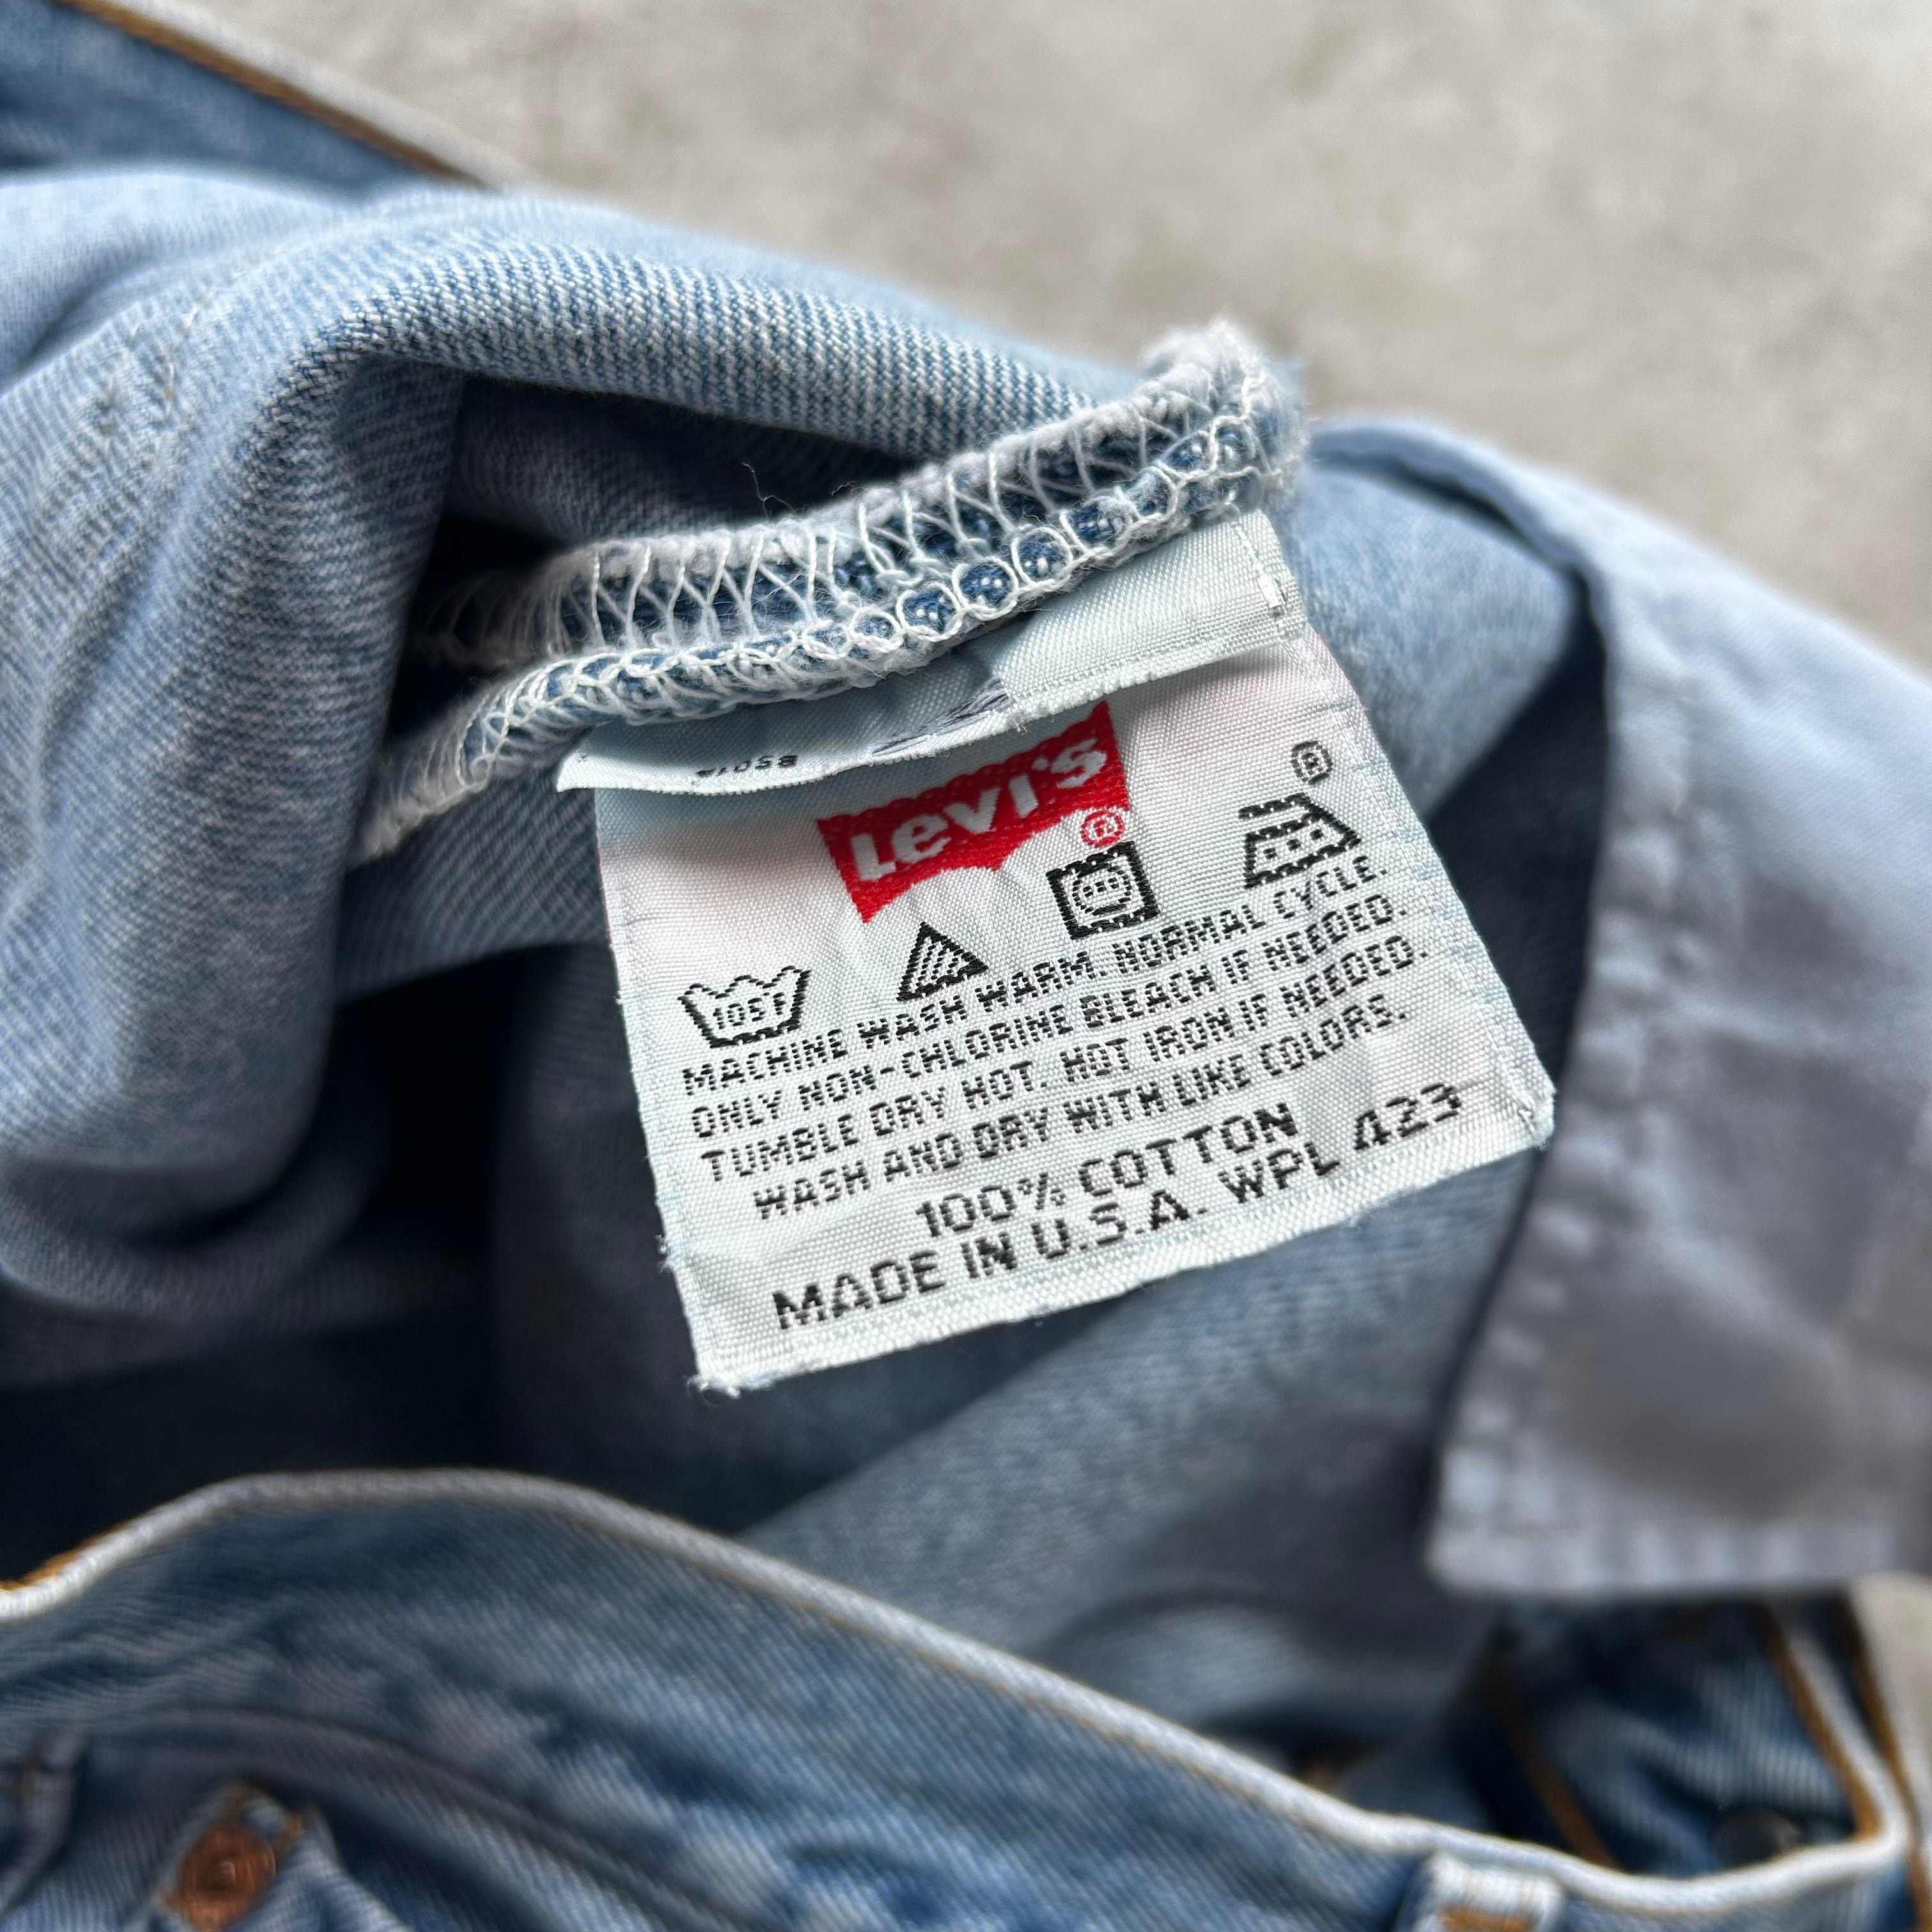 Levi's ®
®
105F
MACHINE WASH WARM. NORMAL CYCLE.
ONLY NON-CHLORINE BLEACH IF NEEDED.
TUMBLE DRY HOT. HOT IRON IF NEEDED.
WASH AND DRY WITH LIKE COLORS.
100% COTTON
MADE IN U.S.A. WPL 423